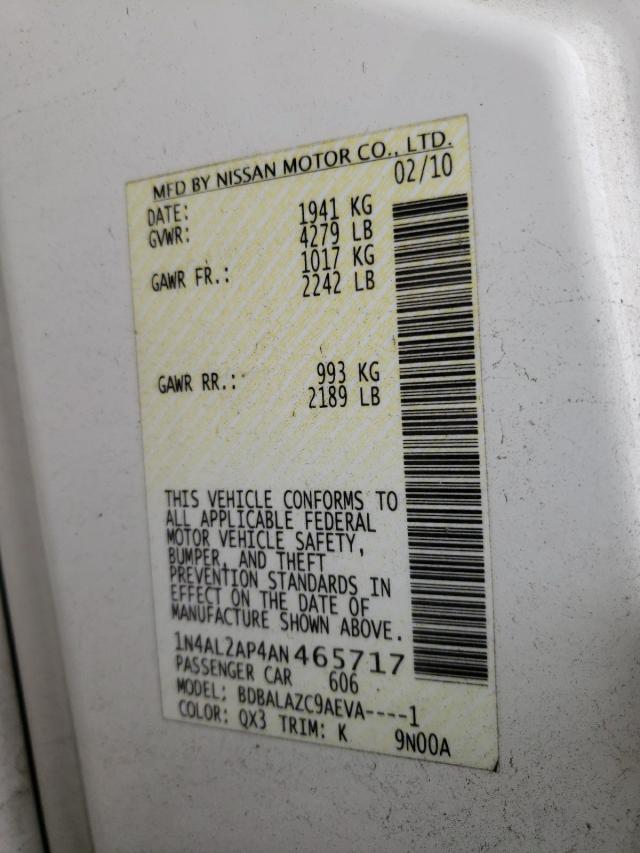 MFD BY NISSAN MOTOR CO., LTD.
DATE: 02/10
GVWR: 1941 KG
4279 LB
GAWR FR.: 1017 KG
2242 LB
GAWR RR.: 993 KG
2189 LB
THIS VEHICLE CONFORMS TO
ALL APPLICABLE FEDERAL
MOTOR VEHICLE SAFETY,
BUMPER, AND THEFT
PREVENTION STANDARDS IN
EFFECT ON THE DATE OF
MANUFACTURE SHOWN ABOVE.
1N4AL2AP4AN465717
PASSENGER CAR 606
MODEL: BDBALAZC9AEVA----1
COLOR: QX3 TRIM: K 9N00A